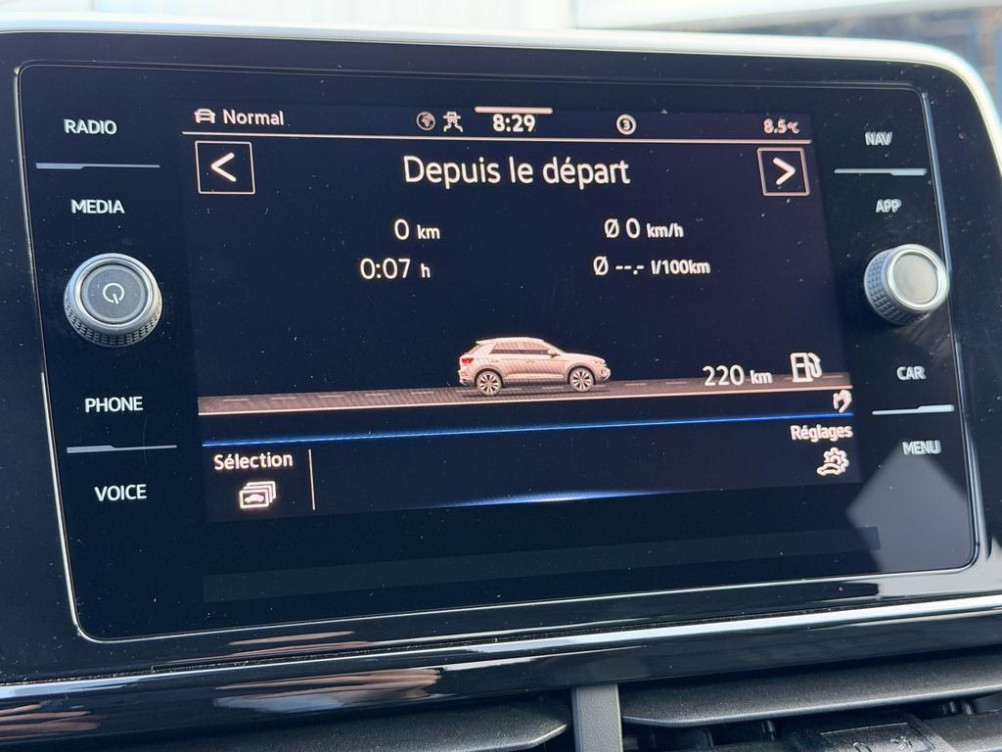 RADIO
MEDIA
PHONE
VOICE
Normal
8:29
3
8.5°C
<
Depuis le départ
>
0 km
Ø 0 km/h
0:07 h
Ø --.- l/100km
220 km
Sélection
Réglages
NAV
APP
CAR
MENU